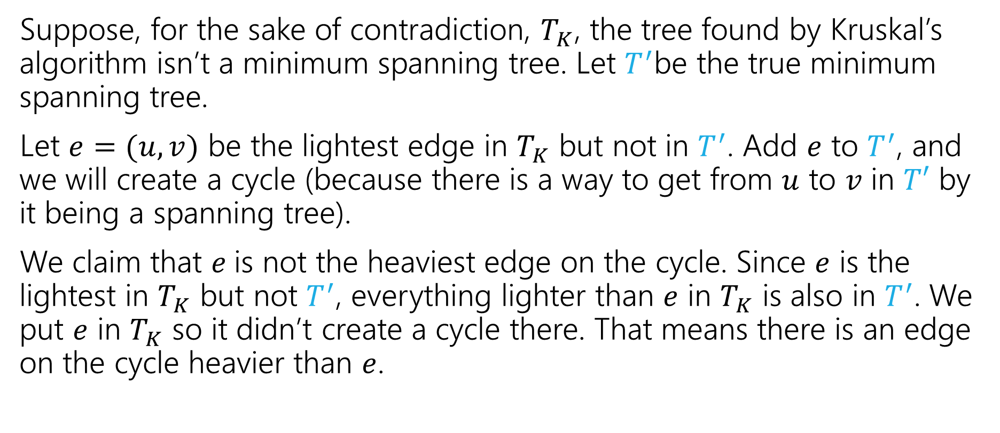 Suppose, for the sake of contradiction, T_K, the tree found by Kruskal’s
algorithm isn’t a minimum spanning tree. Let T′ be the true minimum
spanning tree.
Let e = (u, v) be the lightest edge in T_K but not in T′. Add e to T′, and
we will create a cycle (because there is a way to get from u to v in T′ by
it being a spanning tree).
We claim that e is not the heaviest edge on the cycle. Since e is the
lightest in T_K but not T′, everything lighter than e in T_K is also in T′. We
put e in T_K so it didn’t create a cycle there. That means there is an edge
on the cycle heavier than e.